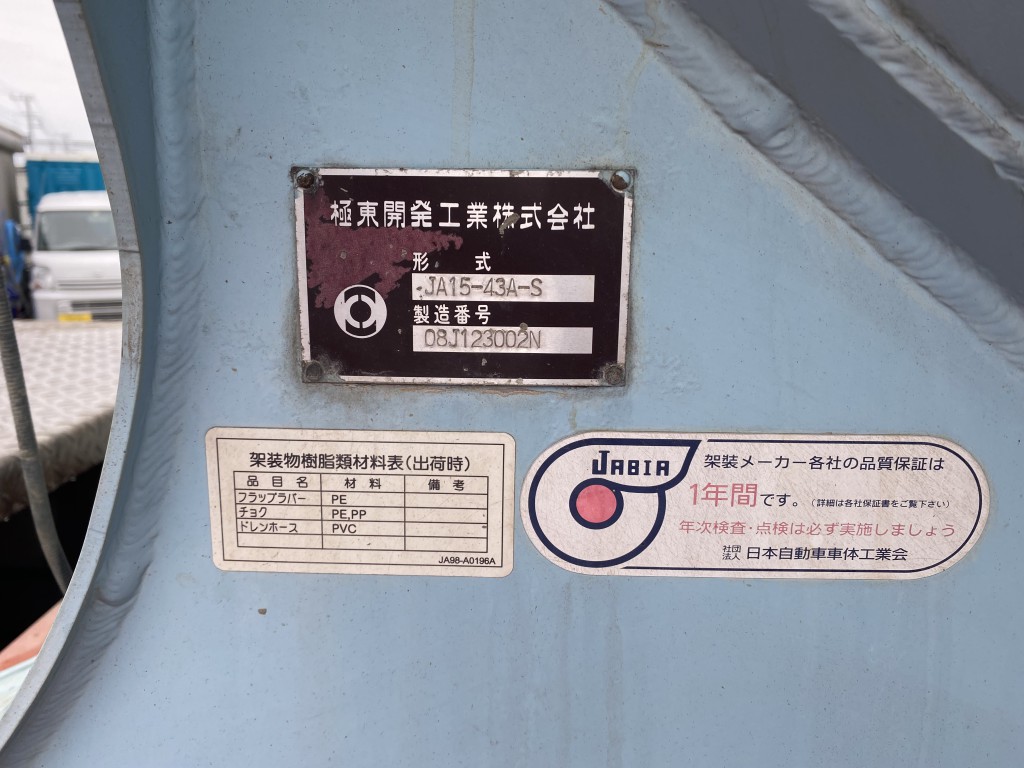 極東開発工業株式会社
形 式
JA15-43A-S
製造番号
08J123002N
架装物樹脂類材料表(出荷時)
品目名 材料 備考
フラップラバー PE
チョク PE,PP
ドレンホース PVC
JA98-A0196A
JABIA
架装メーカー各社の品質保証は
1年間です。(詳細は各社保証書をご覧下さい)
年次検査・点検は必ず実施しましょう
社団法人 日本自動車車体工業会